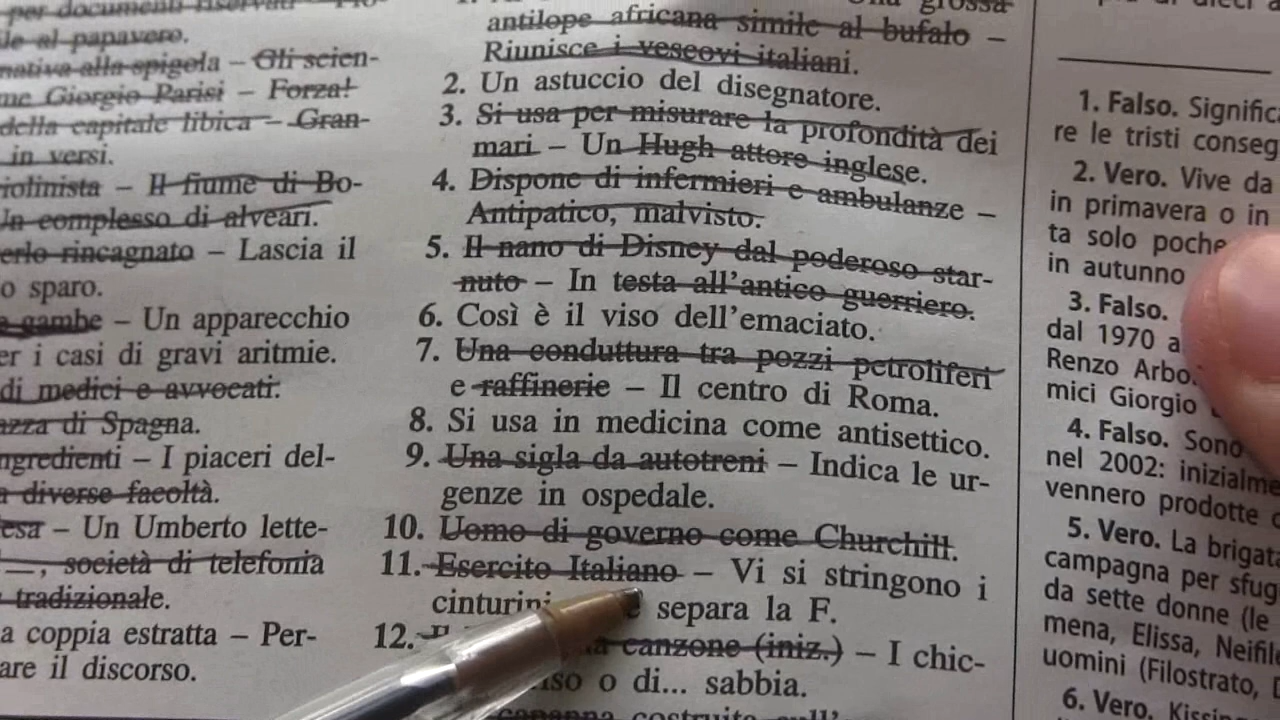 per documenti riservati –
le al papavero.
nativa alla spigola – Gli scien-
me Giorgio Parisi – Forza!
della capitale libica – Gran-
in versi.
iolinista – Il fiume di Bo-
Un complesso di alveari.
erlo rincagnato – Lascia il
o sparo.
a gambe – Un apparecchio
er i casi di gravi aritmie.
di medici e avvocati.
azza di Spagna.
ngredienti – I piaceri del-
a diverse facoltà.
esa – Un Umberto lette-
, società di telefonia
tradizionale.
a coppia estratta – Per-
are il discorso.
grossa
antilope africana simile al bufalo –
Riunisce i vescovi italiani.
2. Un astuccio del disegnatore.
3. Si usa per misurare la profondità dei
mari – Un Hugh attore inglese.
4. Dispone di infermieri e ambulanze –
Antipatico, malvisto.
5. Il nano di Disney dal poderoso star-
nuto – In testa all'antico guerriero.
6. Così è il viso dell'emaciato.
7. Una conduttura tra pozzi petroliferi
e raffinerie – Il centro di Roma.
8. Si usa in medicina come antisettico.
9. Una sigla da autotreni – Indica le ur-
genze in ospedale.
10. Uomo di governo come Churchill.
11. Esercito Italiano – Vi si stringono i
cinturini separa la F.
12. canzone (iniz.) – I chic-
iso o di... sabbia.
capanna costruita sull'
1. Falso. Signific
re le tristi conseg
2. Vero. Vive da
in primavera o in
ta solo poche
in autunno
3. Falso.
dal 1970 a
Renzo Arbo
mici Giorgio
4. Falso. Sono
nel 2002: inizialme
vennero prodotte
5. Vero. La brigata
campagna per sfug
da sette donne (le
mena, Elissa, Neifile
uomini (Filostrato, D
6. Vero. Kissin